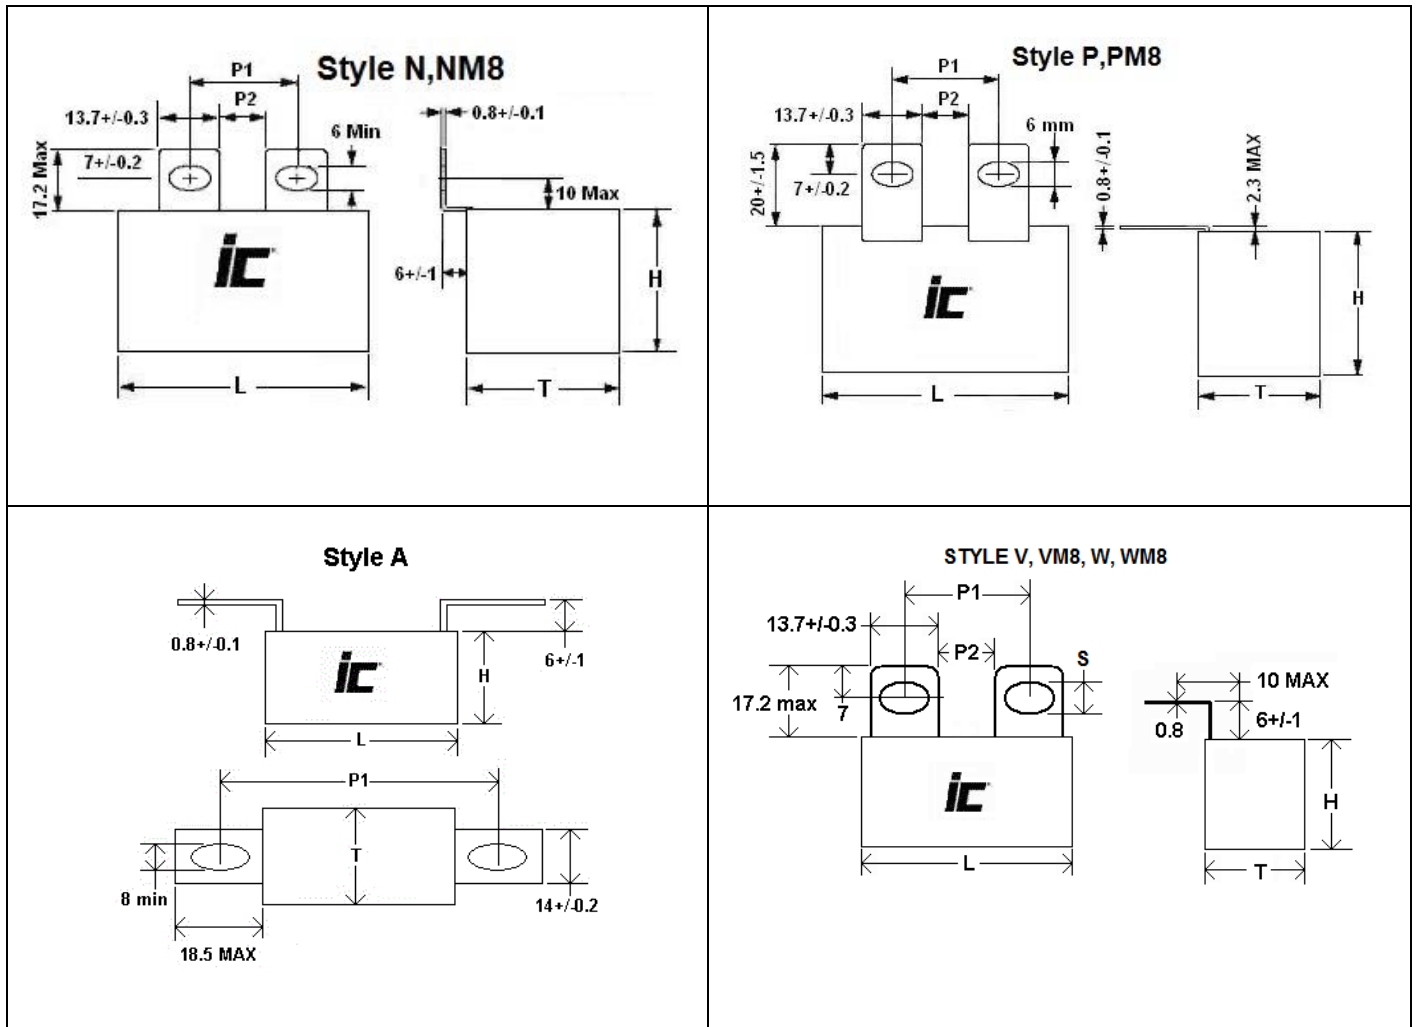 Style N,NM8
P1
P2
13.7+/-0.3
0.8+/-0.1
6 Min
7+/-0.2
17.2 Max
10 Max
ic
6+/-1
H
L
T
Style P,PM8
P1
P2
13.7+/-0.3
6 mm
0.8+/-0.1
2.3 MAX
20+/-1.5
7+/-0.2
ic
H
L
T
Style A
0.8+/-0.1
6+/-1
ic
H
L
P1
T
8 min
14+/-0.2
18.5 MAX
STYLE V, VM8, W, WM8
P1
13.7+/-0.3
P2
S
17.2 max
7
10 MAX
0.8
6+/-1
ic
H
L
T